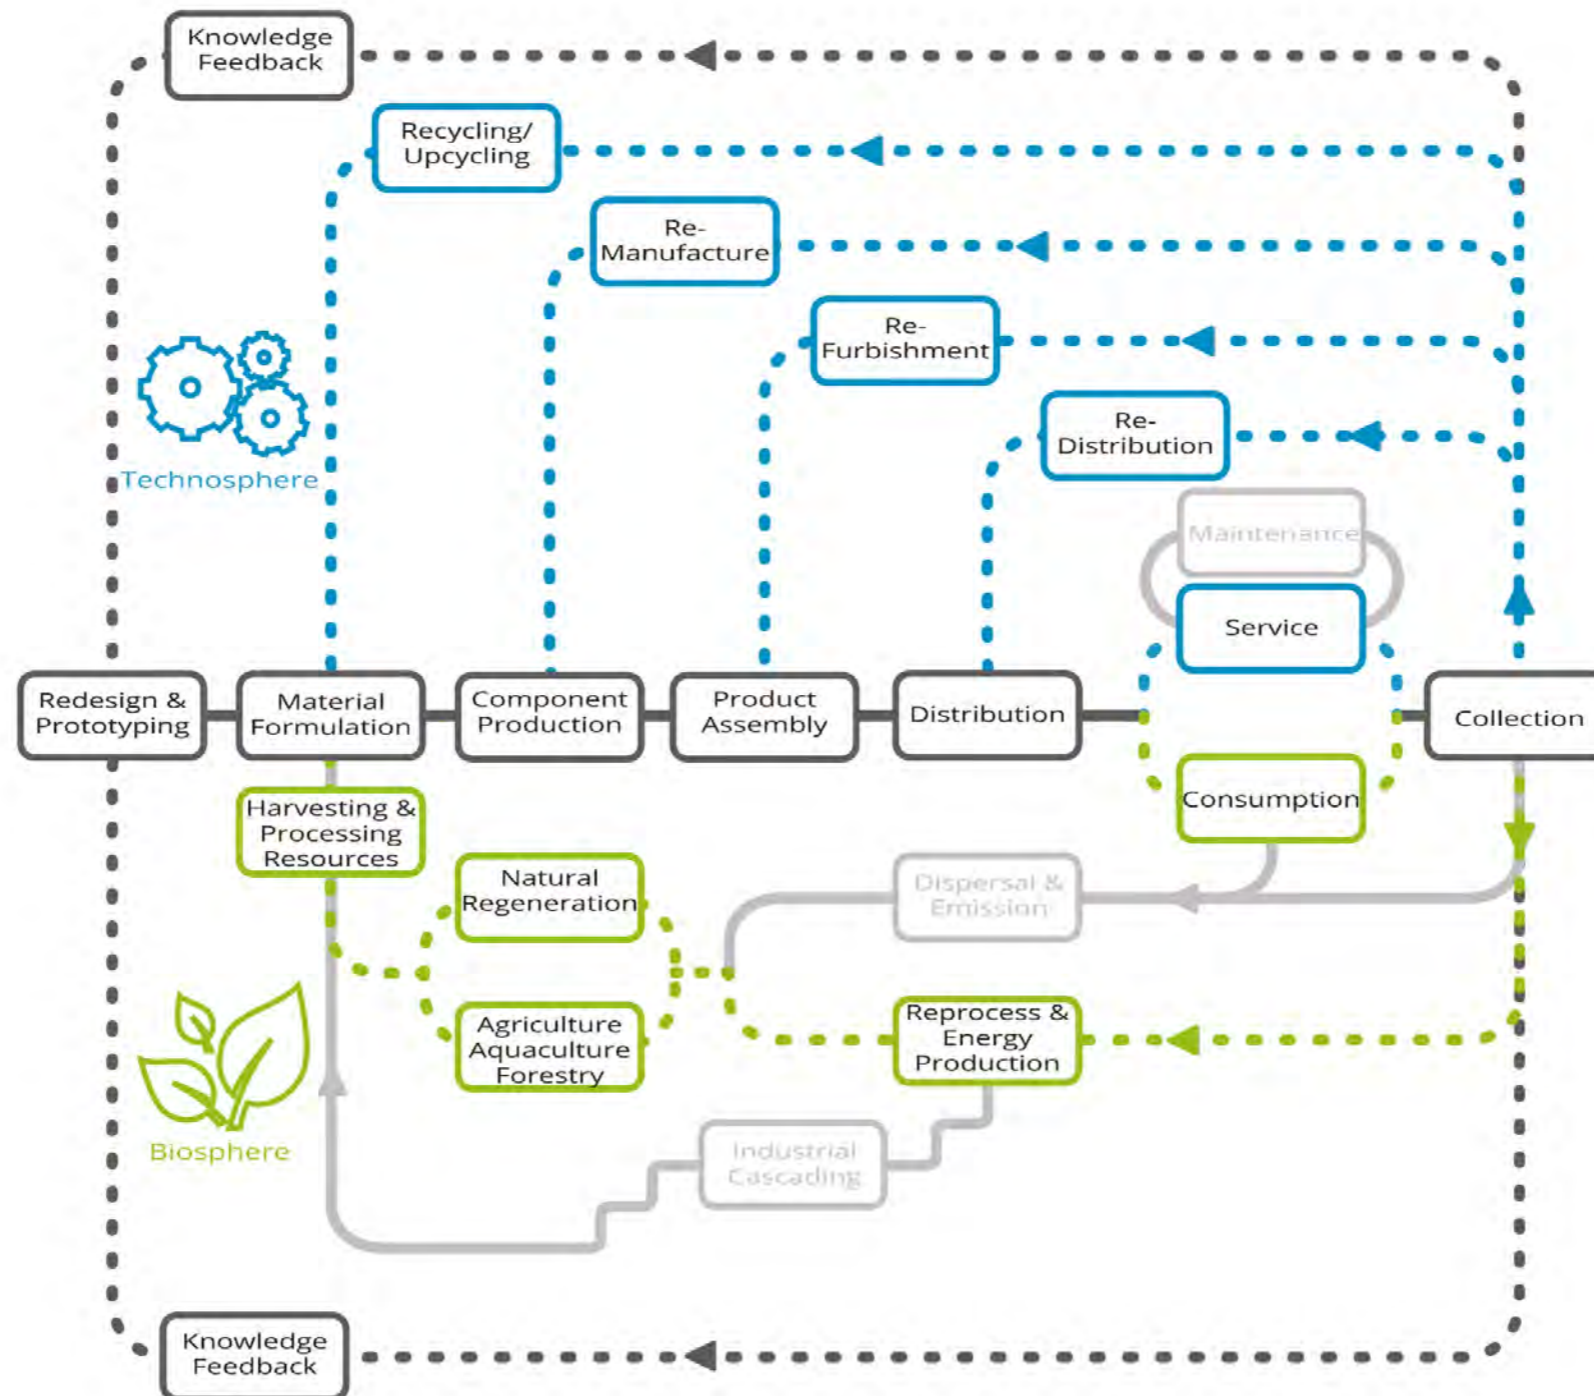 Knowledge
Feedback
Recycling/
Upcycling
Re-
Manufacture
Re-
Furbishment
Re-
Distribution
Technosphere
Maintenance
Service
Redesign &
Prototyping
Material
Formulation
Component
Production
Product
Assembly
Distribution
Collection
Consumption
Harvesting &
Processing
Resources
Natural
Regeneration
Dispersal &
Emission
Agriculture
Aquaculture
Forestry
Reprocess &
Energy
Production
Biosphere
Industrial
Cascading
Knowledge
Feedback